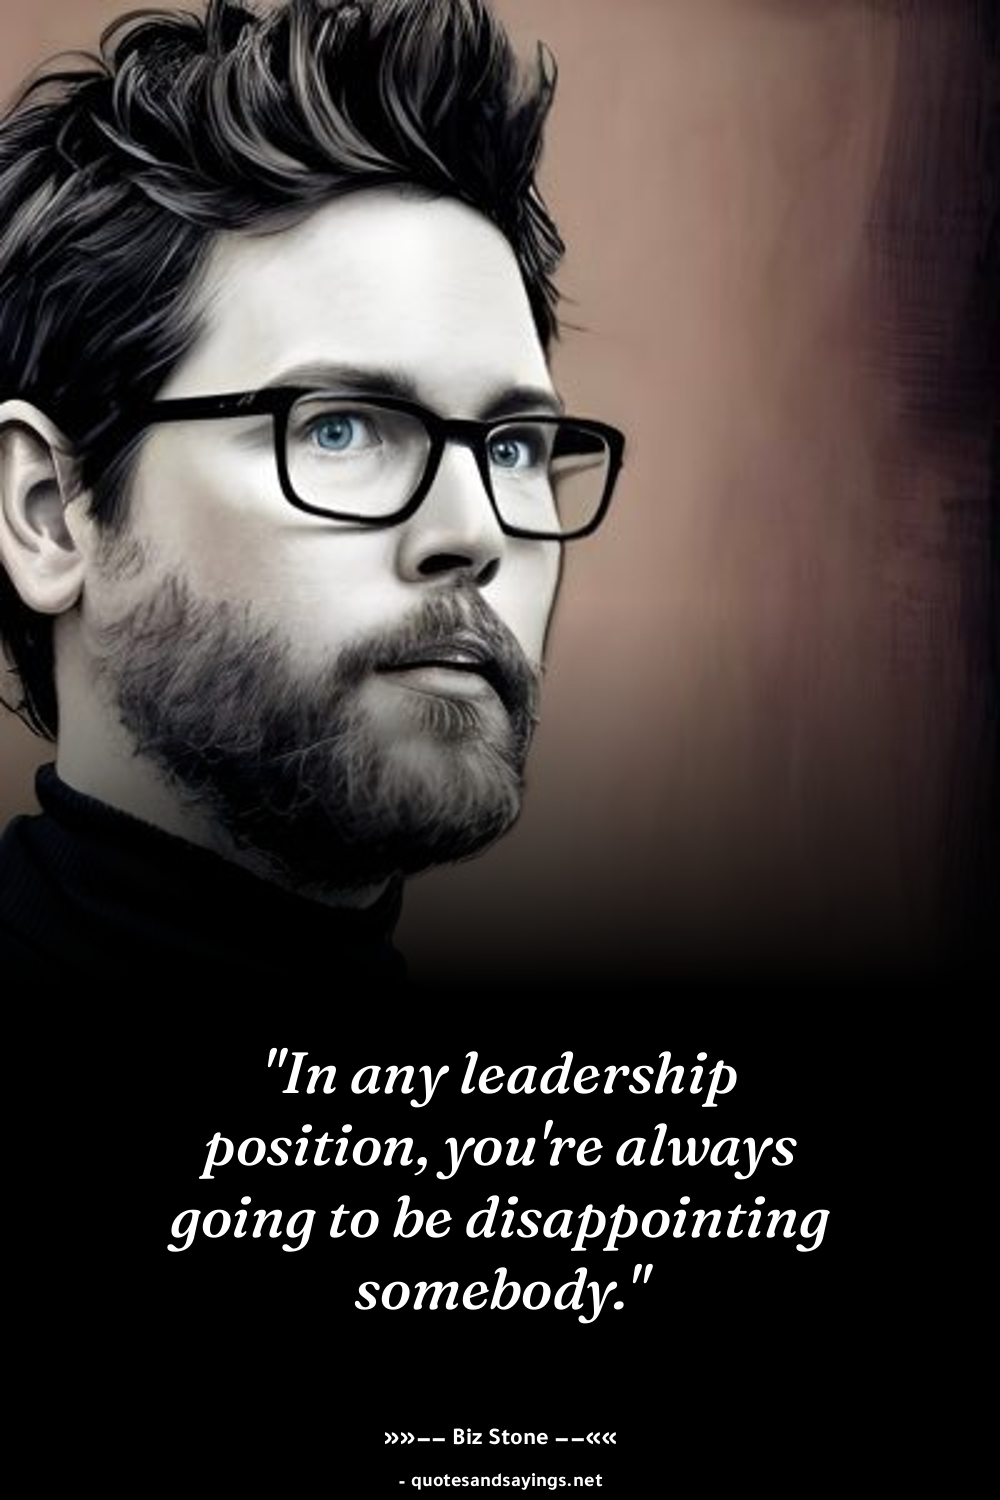 "In any leadership
position, you're always
going to be disappointing
somebody."
»»−− Biz Stone −−««
- quotesandsayings.net